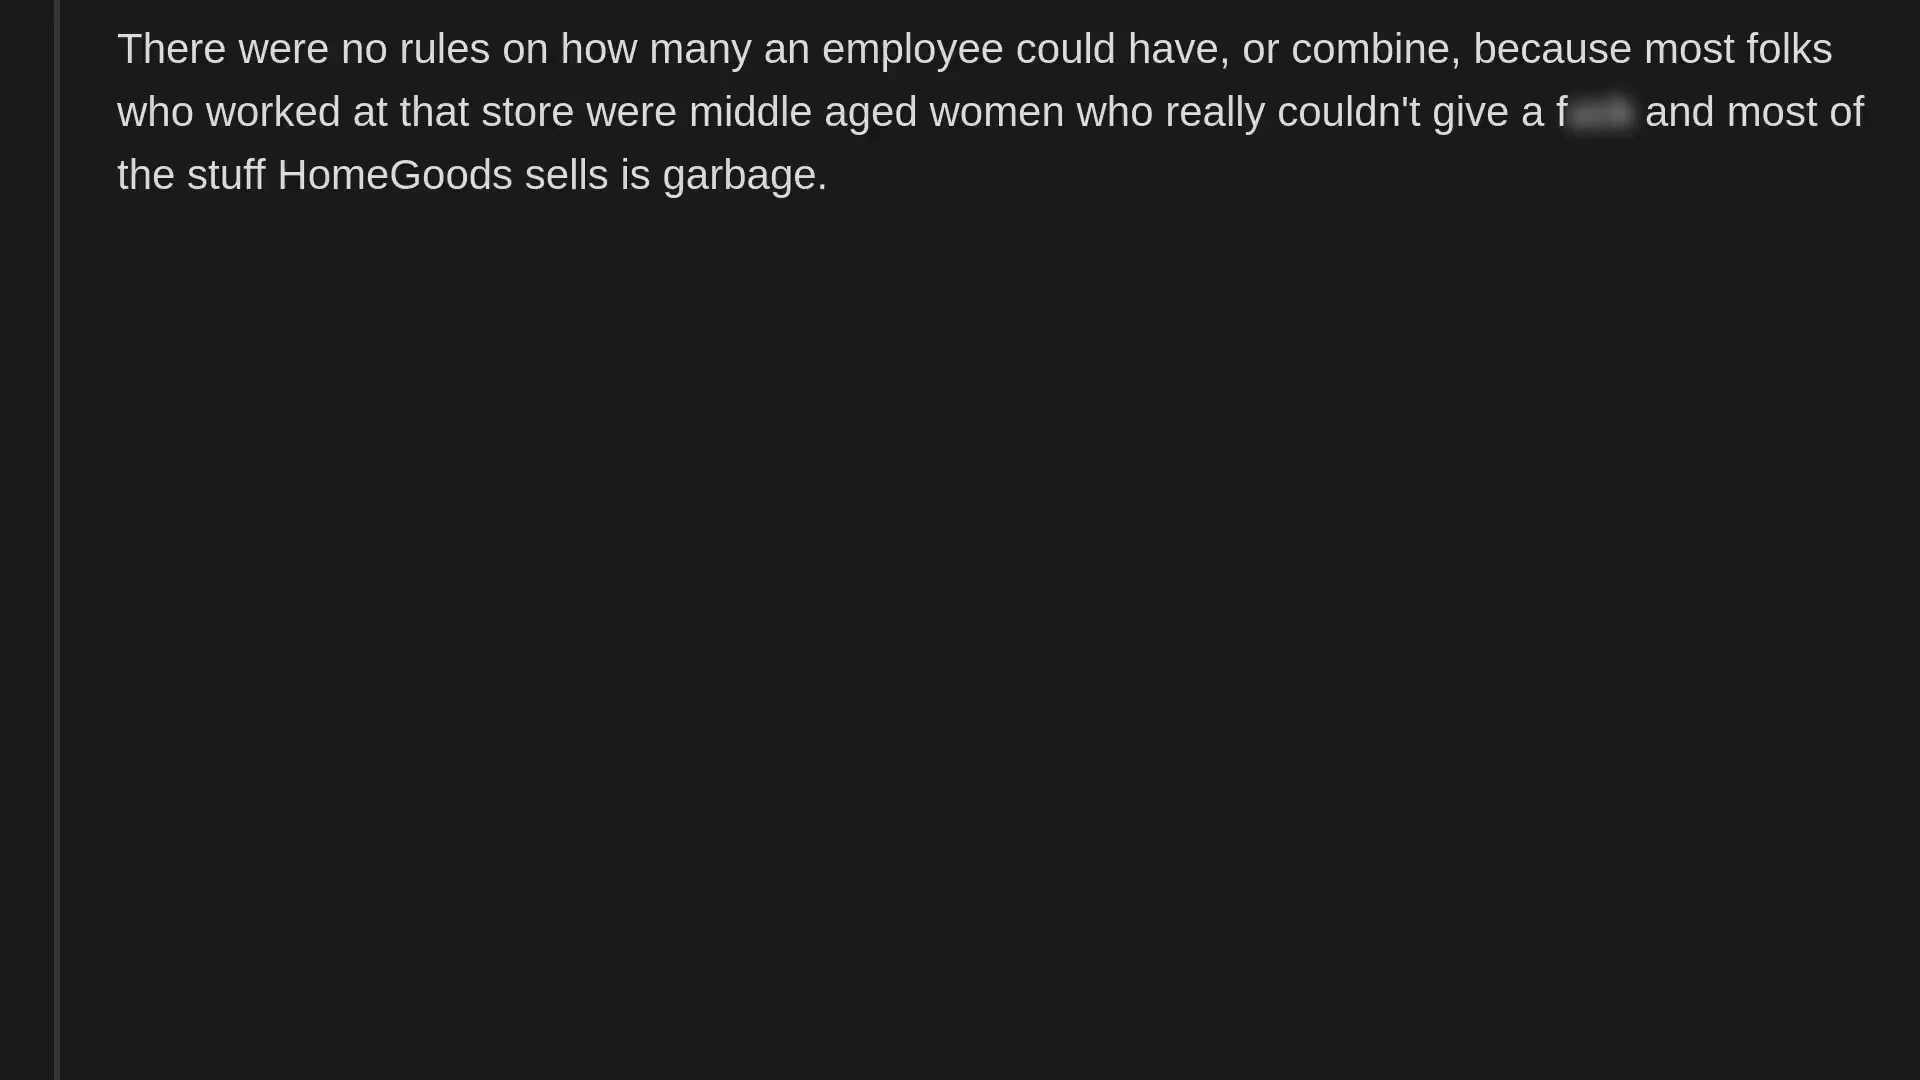 There were no rules on how many an employee could have, or combine, because most folks
who worked at that store were middle aged women who really couldn't give a f and most of
the stuff HomeGoods sells is garbage.